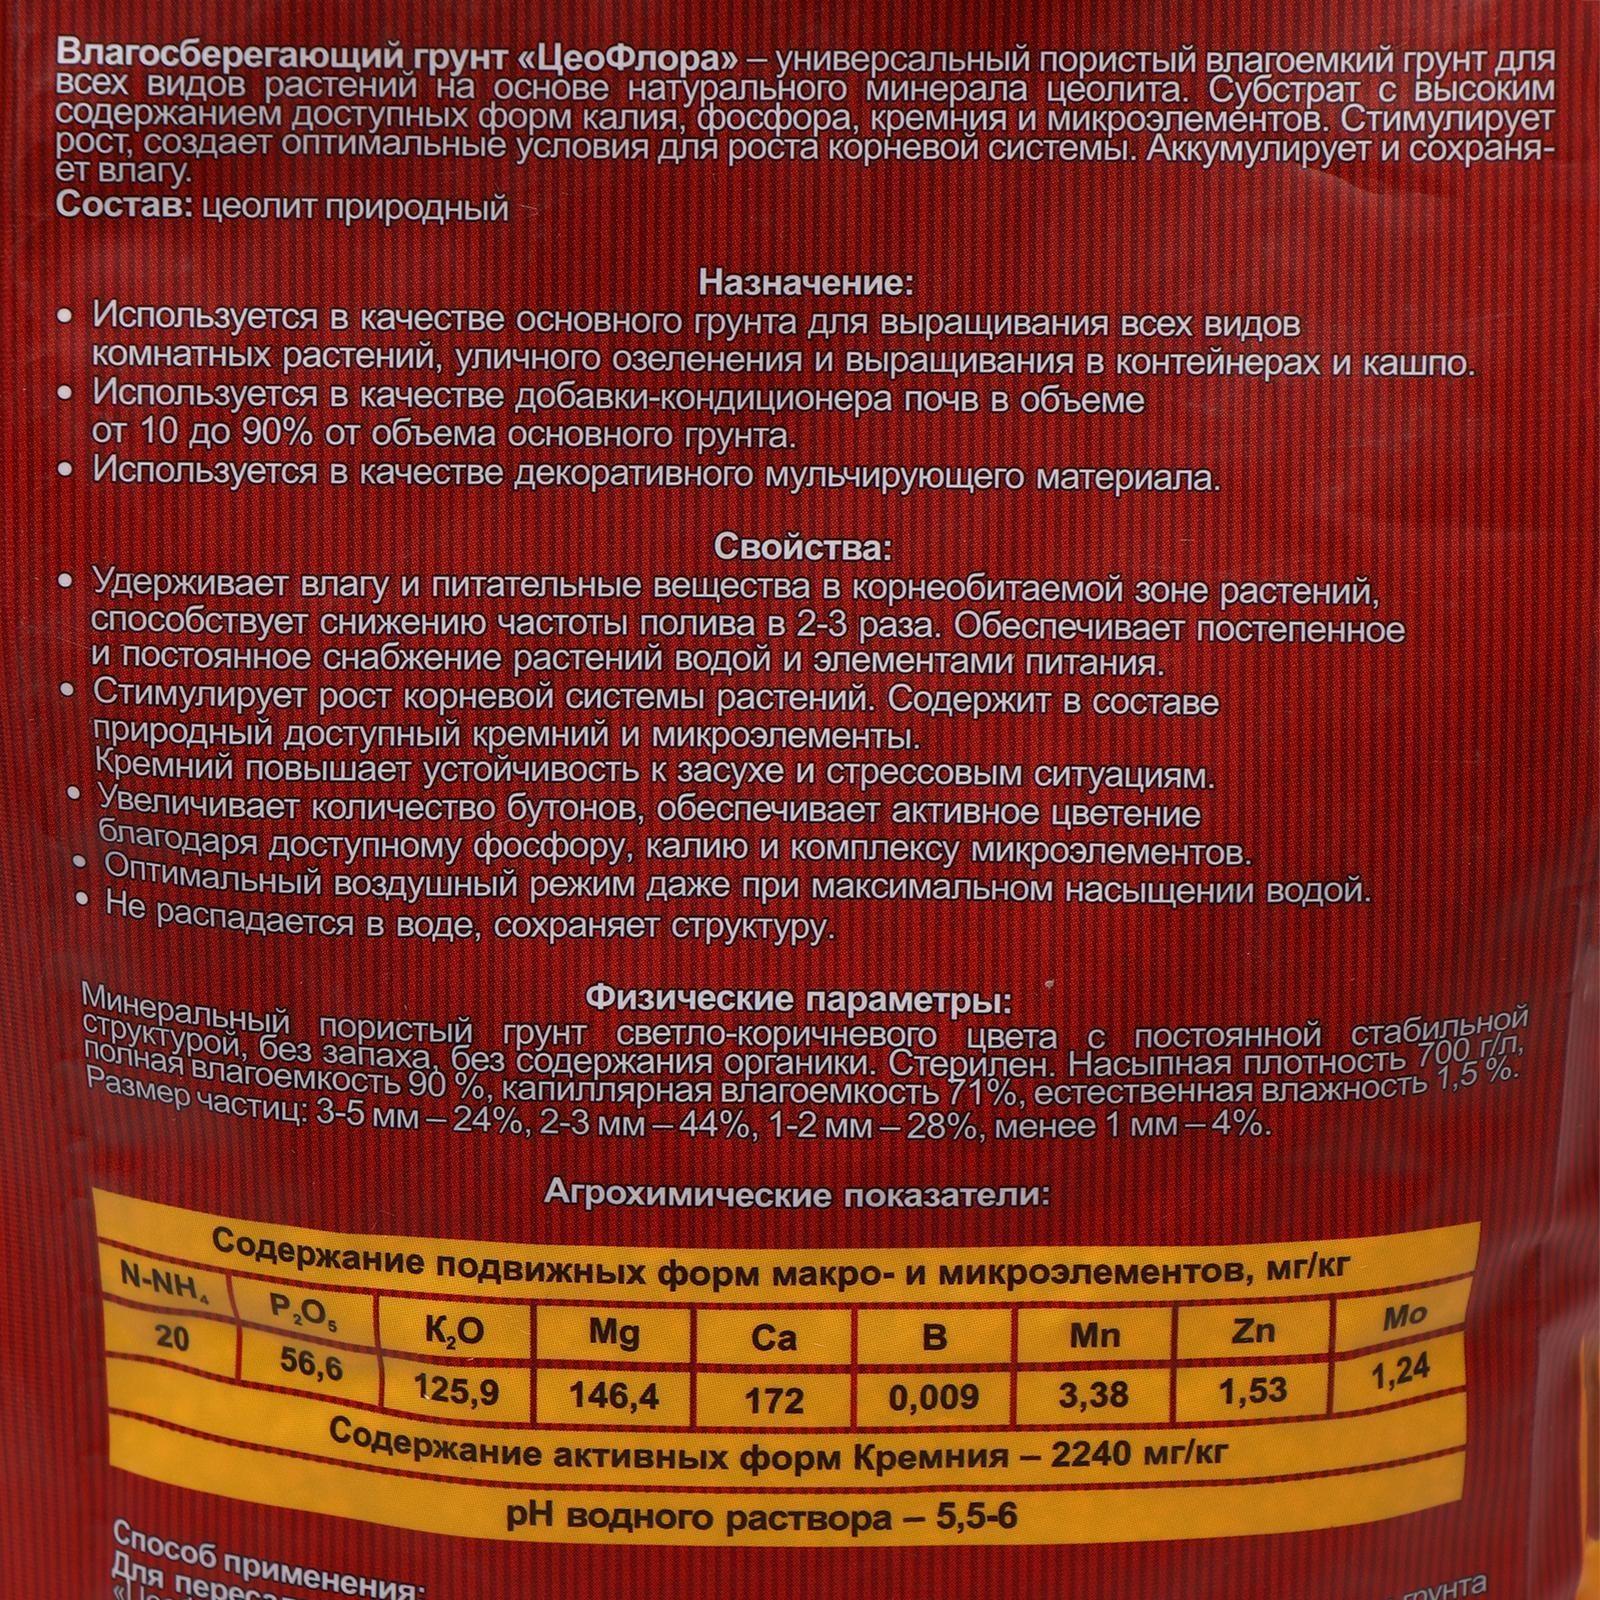 Влагосберегающий грунт «ЦеоФлора» – универсальный пористый влагоемкий грунт для
всех видов растений на основе натурального минерала цеолита. Субстрат с высоким
содержанием доступных форм калия, фосфора, кремния и микроэлементов. Стимулирует
рост, создает оптимальные условия для роста корневой системы. Аккумулирует и сохраня-
ет влагу.
Состав: цеолит природный
Назначение:
• Используется в качестве основного грунта для выращивания всех видов
комнатных растений, уличного озеленения и выращивания в контейнерах и кашпо.
• Используется в качестве добавки-кондиционера почв в объеме
от 10 до 90% от объема основного грунта.
• Используется в качестве декоративного мульчирующего материала.
Свойства:
• Удерживает влагу и питательные вещества в корнеобитаемой зоне растений,
способствует снижению частоты полива в 2-3 раза. Обеспечивает постепенное
и постоянное снабжение растений водой и элементами питания.
• Стимулирует рост корневой системы растений. Содержит в составе
природный доступный кремний и микроэлементы.
Кремний повышает устойчивость к засухе и стрессовым ситуациям.
• Увеличивает количество бутонов, обеспечивает активное цветение
благодаря доступному фосфору, калию и комплексу микроэлементов.
• Оптимальный воздушный режим даже при максимальном насыщении водой.
• Не распадается в воде, сохраняет структуру.
Физические параметры:
Минеральный пористый грунт светло-коричневого цвета с постоянной стабильной
структурой, без запаха, без содержания органики. Стерилен. Насыпная плотность 700 г/л,
полная влагоемкость 90 %, капиллярная влагоемкость 71%, естественная влажность 1,5 %.
Размер частиц: 3-5 мм – 24%, 2-3 мм – 44%, 1-2 мм – 28%, менее 1 мм – 4%.
Агрохимические показатели:
Содержание подвижных форм макро- и микроэлементов, мг/кг
N-NH₄ P₂O₅ K₂O Mg Ca B Mn Zn Mo
20 56,6 125,9 146,4 172 0,009 3,38 1,53 1,24
Содержание активных форм Кремния – 2240 мг/кг
pH водного раствора – 5,5-6
Способ применения:
Для
грунта